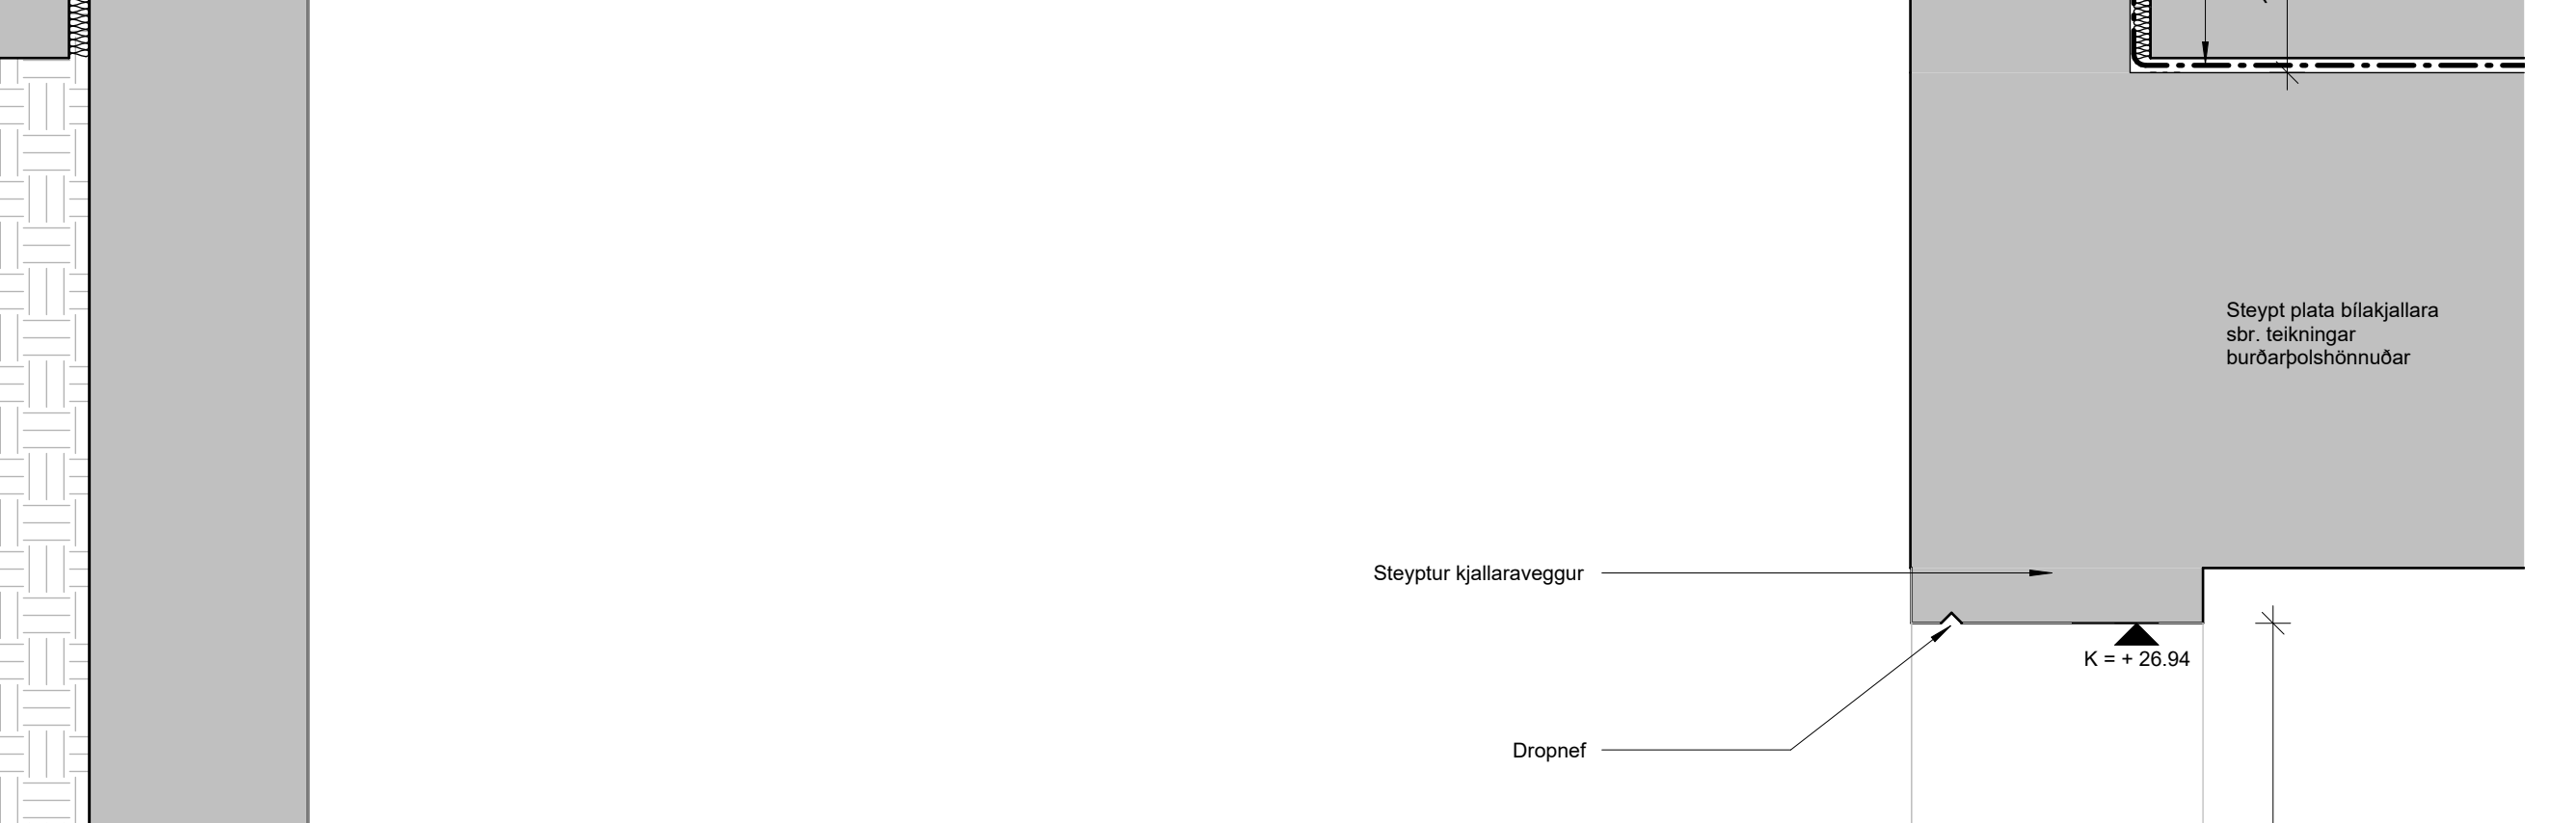 Steypt plata bílakjallara
sbr. teikningar
burðarþolshönnuðar
Steyptur kjallaraveggur
K = + 26.94
Dropnef